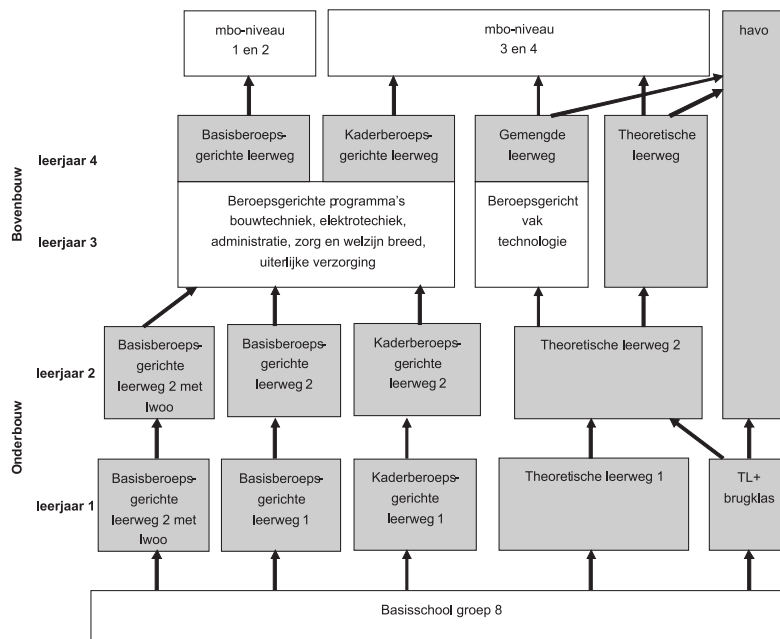 mbo-niveau
1 en 2
mbo-niveau
3 en 4
havo
Bovenbouw
leerjaar 4
Basisberoeps-
gerichte leerweg
Kaderberoeps-
gerichte leerweg
Gemengde
leerweg
Theoretische
leerweg
leerjaar 3
Beroepsgerichte programma's
bouwtechniek, elektrotechiek,
administratie, zorg en welzijn breed,
uiterlijke verzorging
Beroepsgericht
vak
technologie
Onderbouw
leerjaar 2
Basisberoeps-
gerichte
leerweg 2 met
lwoo
Basisberoeps-
gerichte
leerweg 2
Kaderberoeps-
gerichte
leerweg 2
Theoretische leerweg 2
leerjaar 1
Basisberoeps-
gerichte
leerweg 2 met
lwoo
Basisberoeps-
gerichte
leerweg 1
Kaderberoeps-
gerichte
leerweg 1
Theoretische leerweg 1
TL+
brugklas
Basisschool groep 8